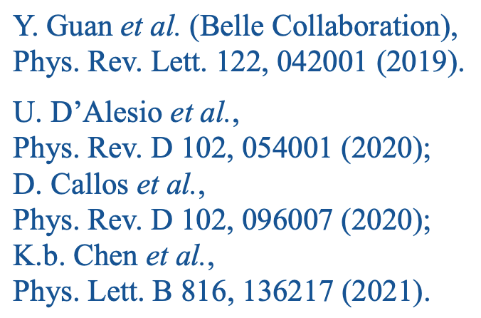 Y. Guan et al. (Belle Collaboration),
Phys. Rev. Lett. 122, 042001 (2019).
U. D’Alesio et al.,
Phys. Rev. D 102, 054001 (2020);
D. Callos et al.,
Phys. Rev. D 102, 096007 (2020);
K.b. Chen et al.,
Phys. Lett. B 816, 136217 (2021).